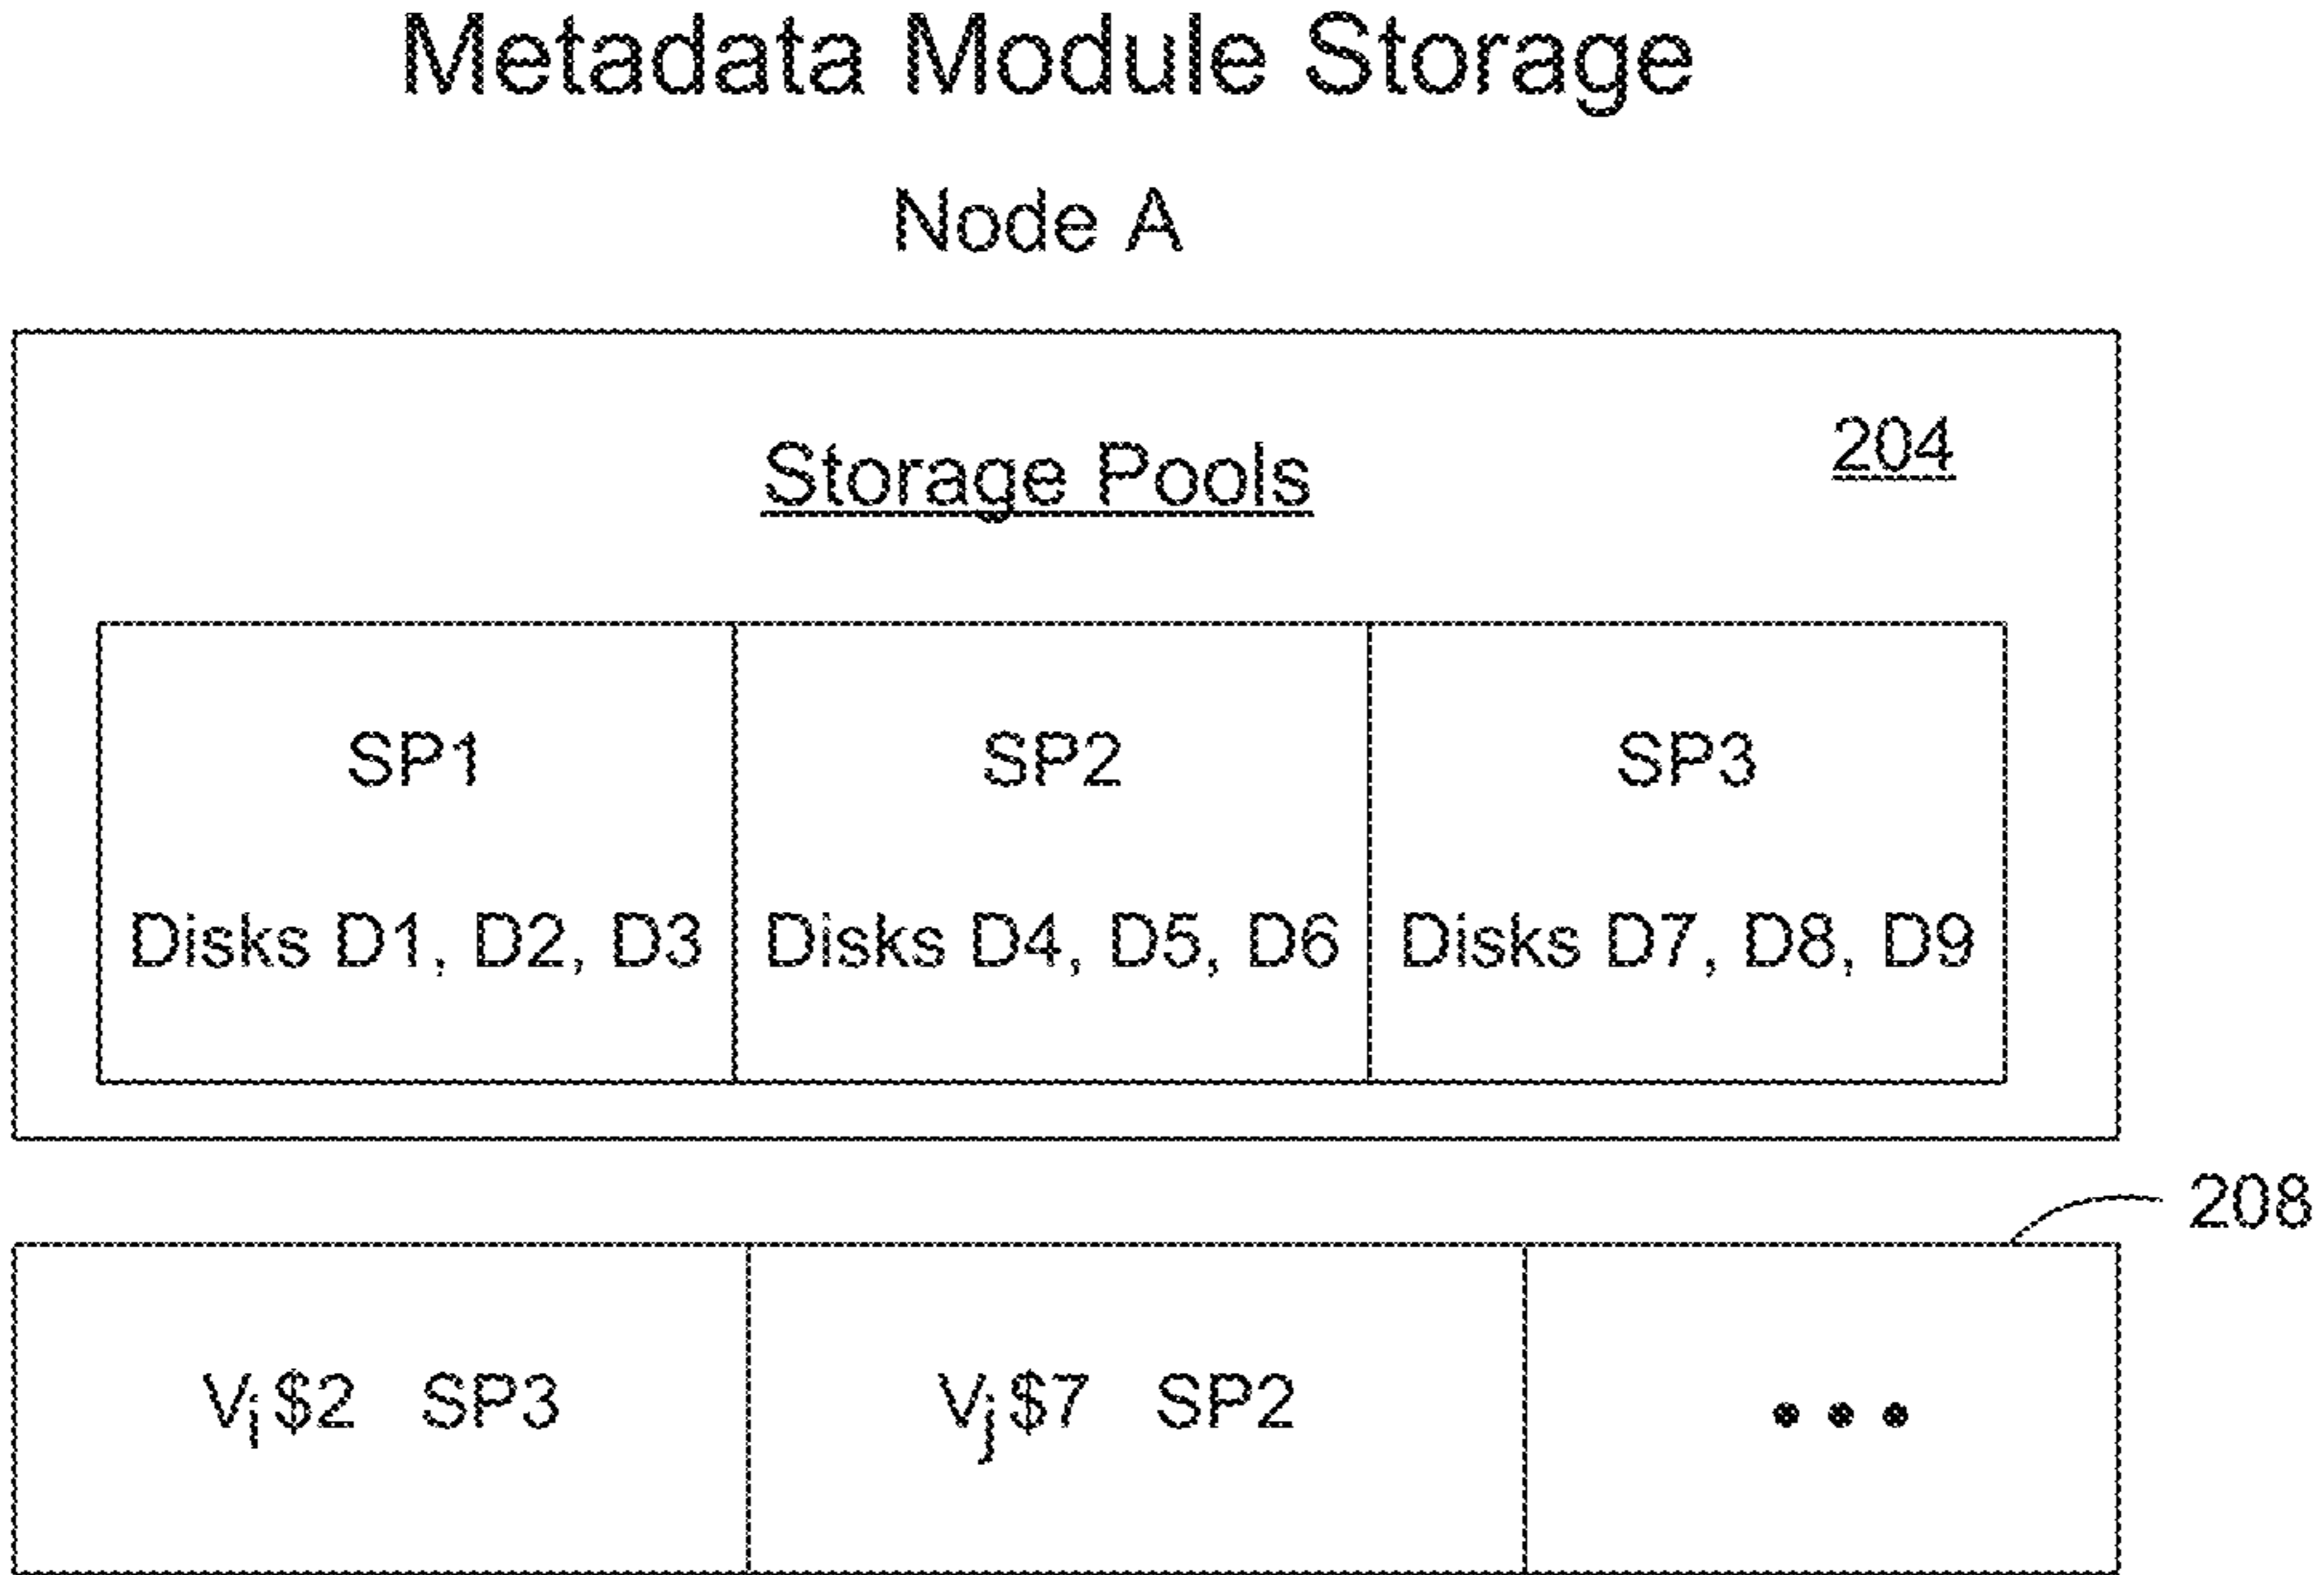 Metadata Module Storage
Node A
Storage Pools 204
SP1 SP2 SP3
Disks D1, D2, D3 Disks D4, D5, D6 Disks D7, D8, D9
208
Vi$2 SP3 Vj$7 SP2 •••